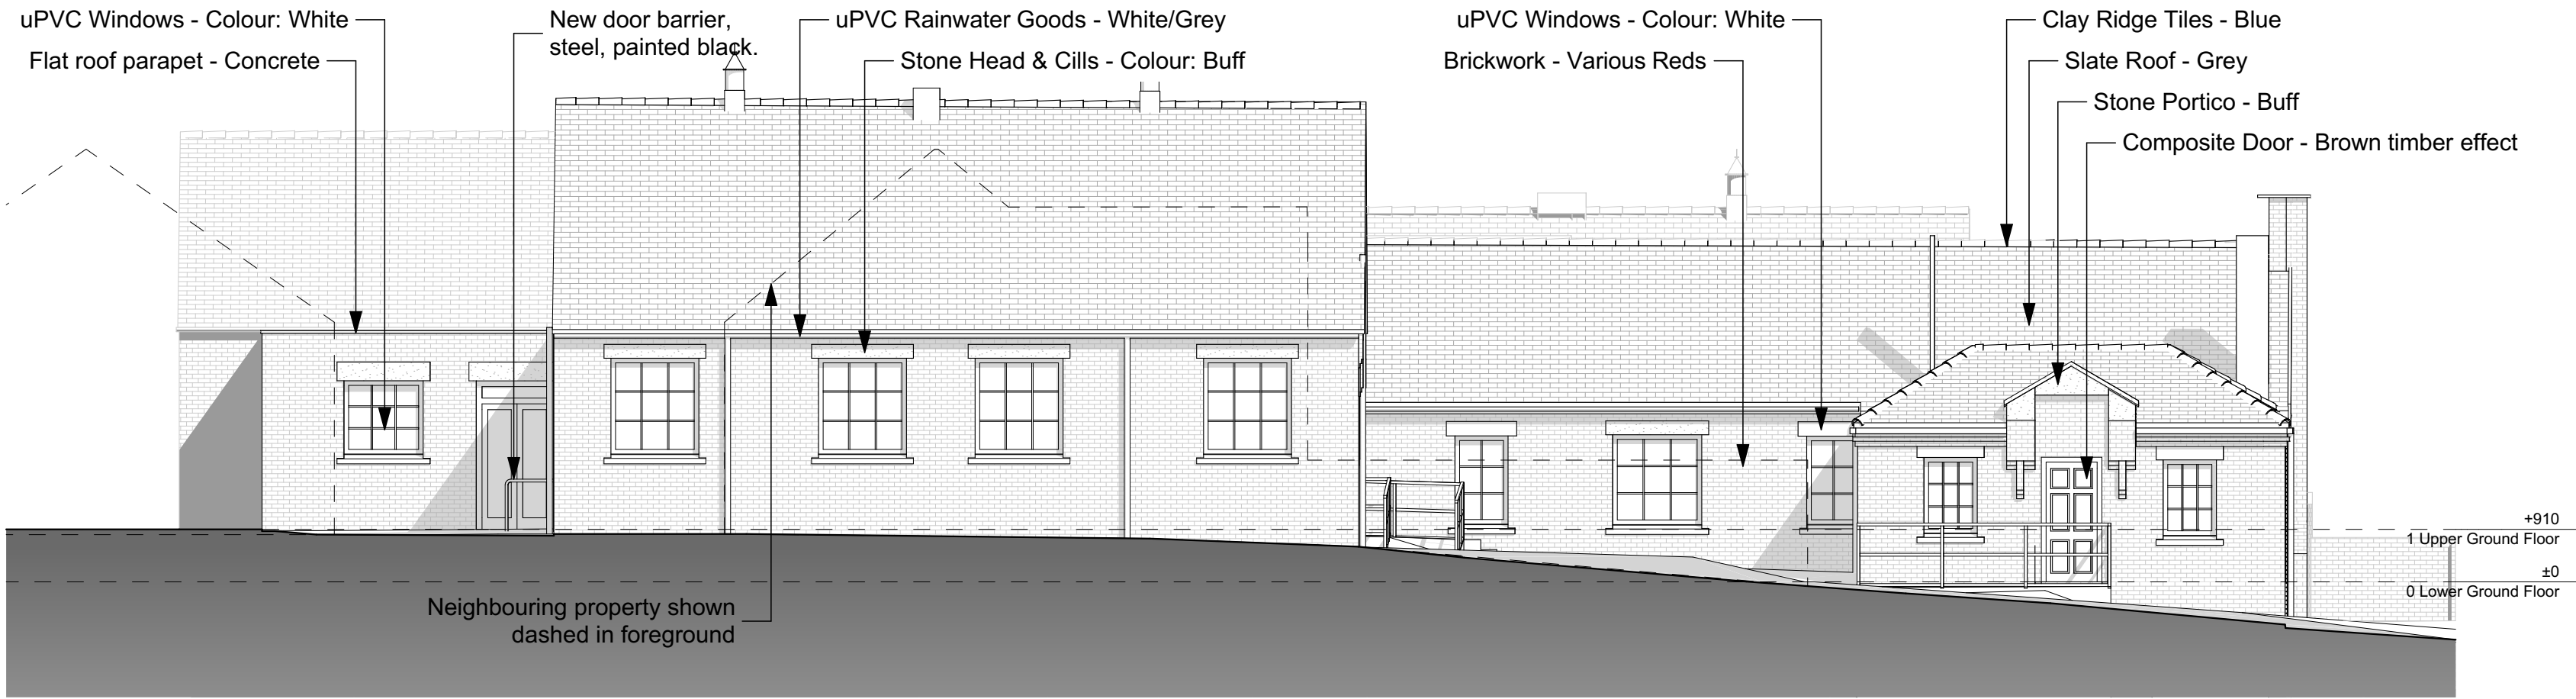 uPVC Windows - Colour: White
Flat roof parapet - Concrete
New door barrier,
steel, painted black.
uPVC Rainwater Goods - White/Grey
Stone Head & Cills - Colour: Buff
uPVC Windows - Colour: White
Brickwork - Various Reds
Clay Ridge Tiles - Blue
Slate Roof - Grey
Stone Portico - Buff
Composite Door - Brown timber effect
+910
1 Upper Ground Floor
±0
0 Lower Ground Floor
Neighbouring property shown
dashed in foreground